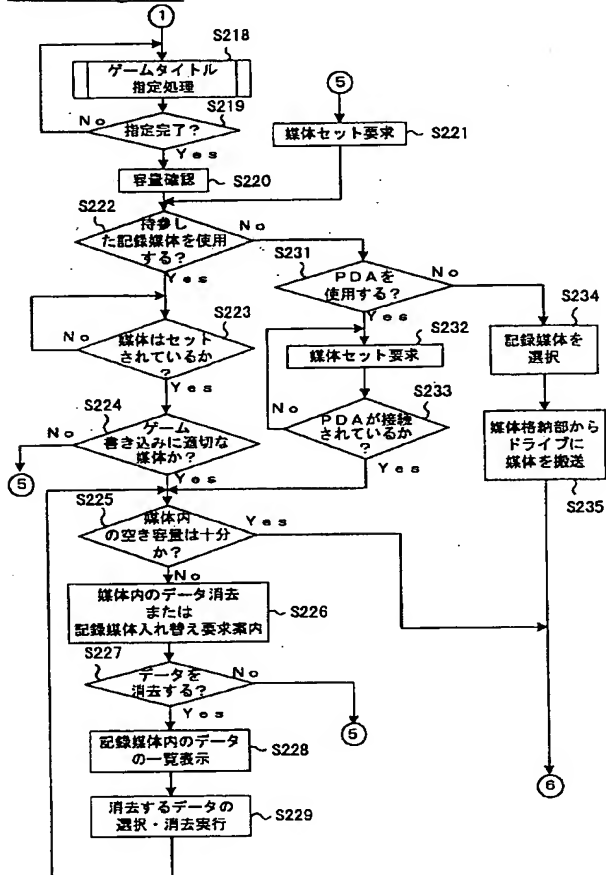 ①
S218
ゲームタイトル
指定処理
S219
No
指定完了?
Yes
容量確認
S220
⑤
媒体セット要求
S221
S222
持参し
た記録媒体を使用
する?
No
Yes
S223
媒体はセット
されているか
?
No
Yes
S224
ゲーム
書き込みに適切な
媒体か?
No
⑤
Yes
S231
PDAを
使用する?
No
Yes
S232
媒体セット要求
S233
No
PDAが接続
されているか
?
Yes
S234
記録媒体を
選択
媒体格納部から
ドライブに
媒体を搬送
S235
S225
媒体内
の空き容量は十分
か?
Yes
No
媒体内のデータ消去
または
記録媒体入れ替え要求案内
S226
S227
データを
消去する?
No
⑤
Yes
記録媒体内のデータ
の一覧表示
S228
消去するデータの
選択・消去実行
S229
⑥